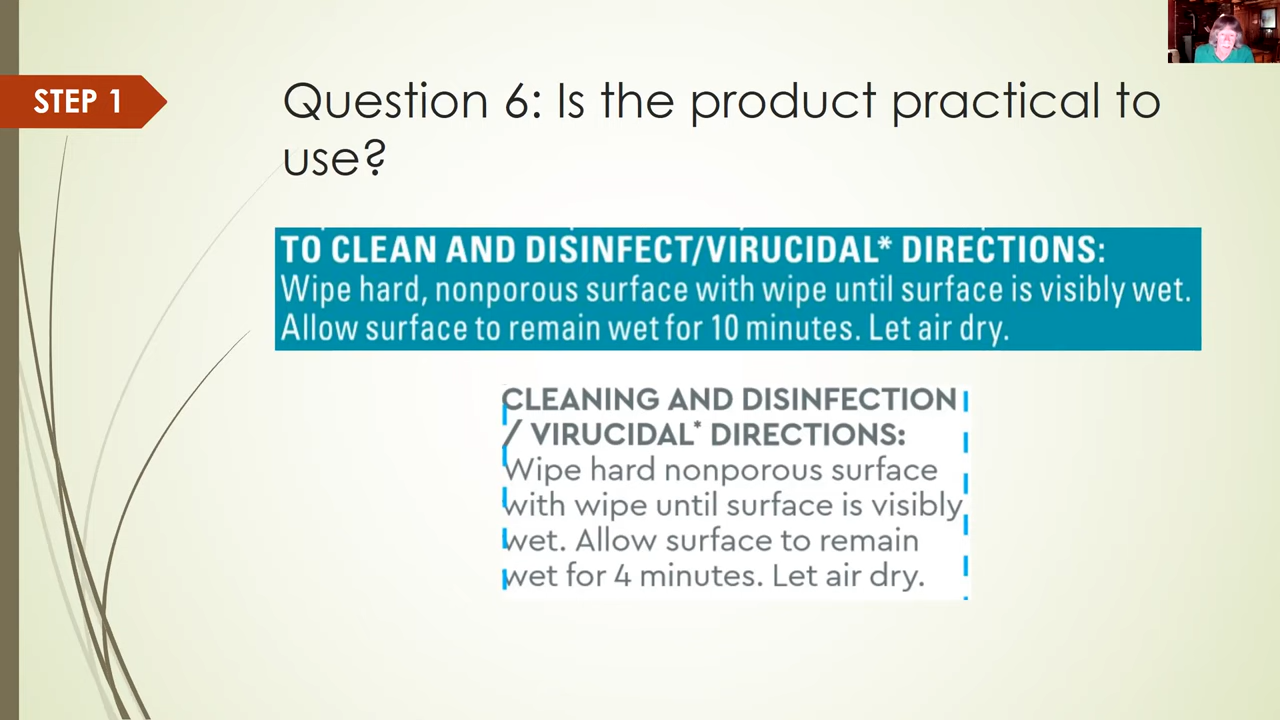 STEP 1
Question 6: Is the product practical to
use?
TO CLEAN AND DISINFECT/VIRUCIDAL* DIRECTIONS:
Wipe hard, nonporous surface with wipe until surface is visibly wet.
Allow surface to remain wet for 10 minutes. Let air dry.
CLEANING AND DISINFECTION
/ VIRUCIDAL* DIRECTIONS:
Wipe hard nonporous surface
with wipe until surface is visibly
wet. Allow surface to remain
wet for 4 minutes. Let air dry.